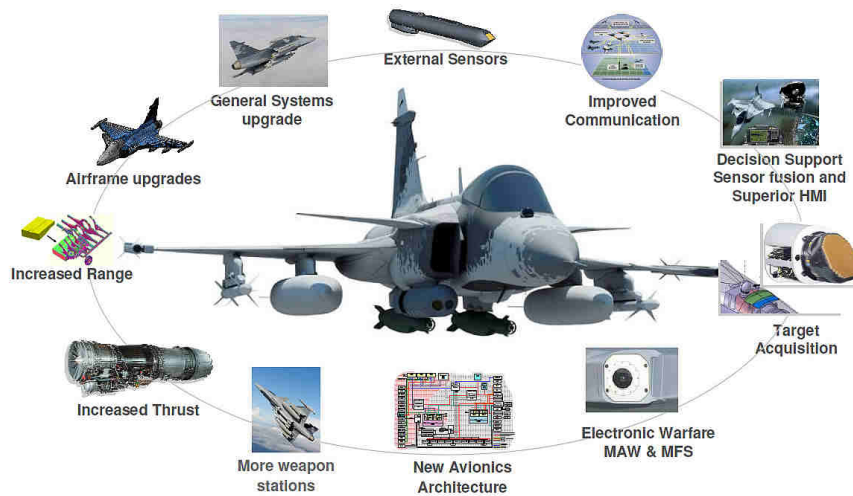 External Sensors
General Systems
upgrade
Improved
Communication
Airframe upgrades
Decision Support
Sensor fusion and
Superior HMI
Increased Range
Target
Acquisition
Increased Thrust
More weapon
stations
New Avionics
Architecture
Electronic Warfare
MAW & MFS